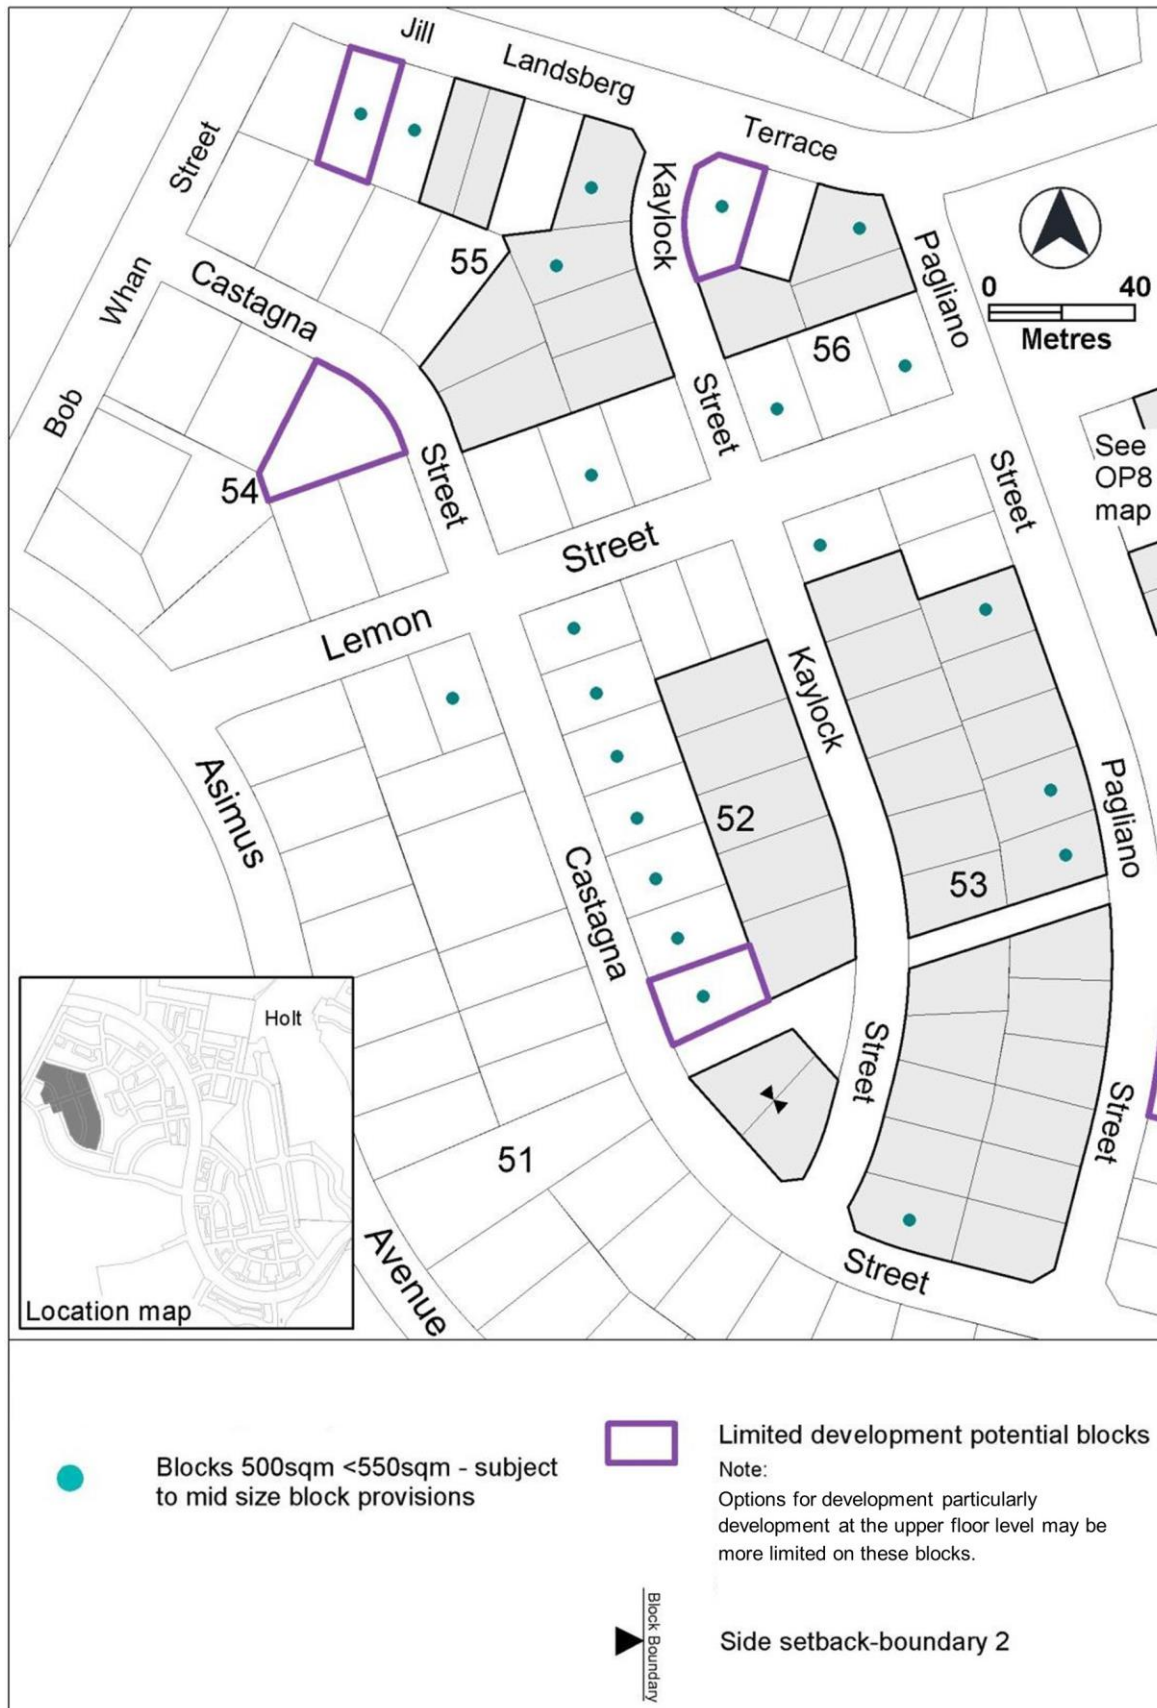 Jill
Landsberg
Terrace
Street
Kaylock
Whan
55
Castagna
Pagliano
0 40
Metres
56
Bob
Street
Street
54
Street
See
OP8
map
Street
Lemon
Kaylock
Asimus
Pagliano
52
Castagna
53
Holt
Street
Street
51
Avenue
Street
Location map
Blocks 500sqm <550sqm - subject
to mid size block provisions
Limited development potential blocks
Note:
Options for development particularly
development at the upper floor level may be
more limited on these blocks.
Block Boundary
Side setback-boundary 2